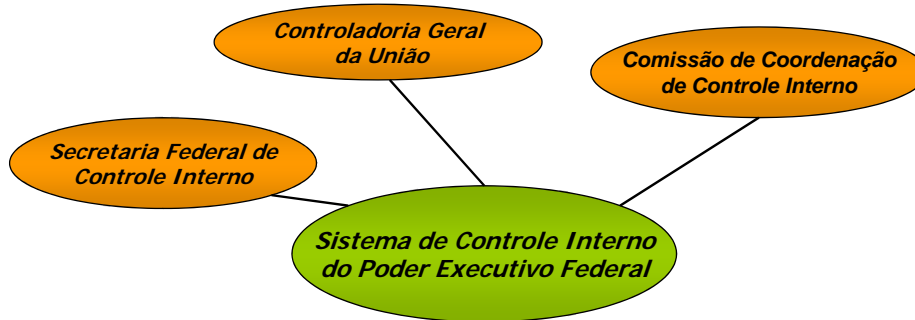 Controladoria Geral
da União
Comissão de Coordenação
de Controle Interno
Secretaria Federal de
Controle Interno
Sistema de Controle Interno
do Poder Executivo Federal